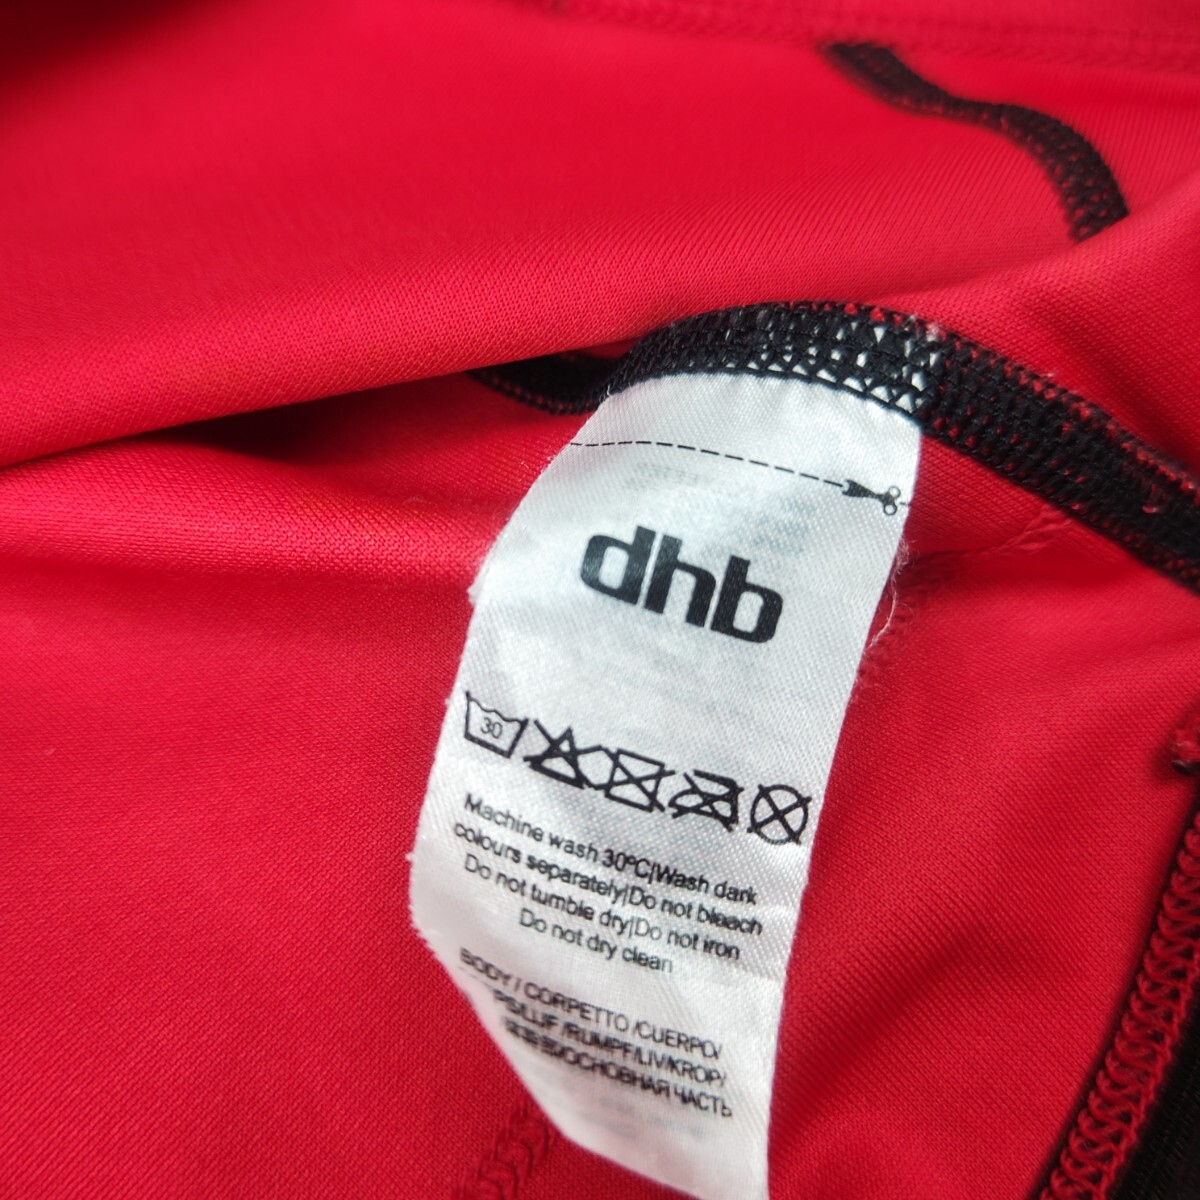 dhb
30
Machine wash 30ºC|Wash dark
colours separately|Do not bleach
Do not tumble dry|Do not iron
Do not dry clean
BODY / CORPETTO /CUERPO/
/RUMPF/LIV/KROP/
ОСНОВНАЯ ЧАСТЬ